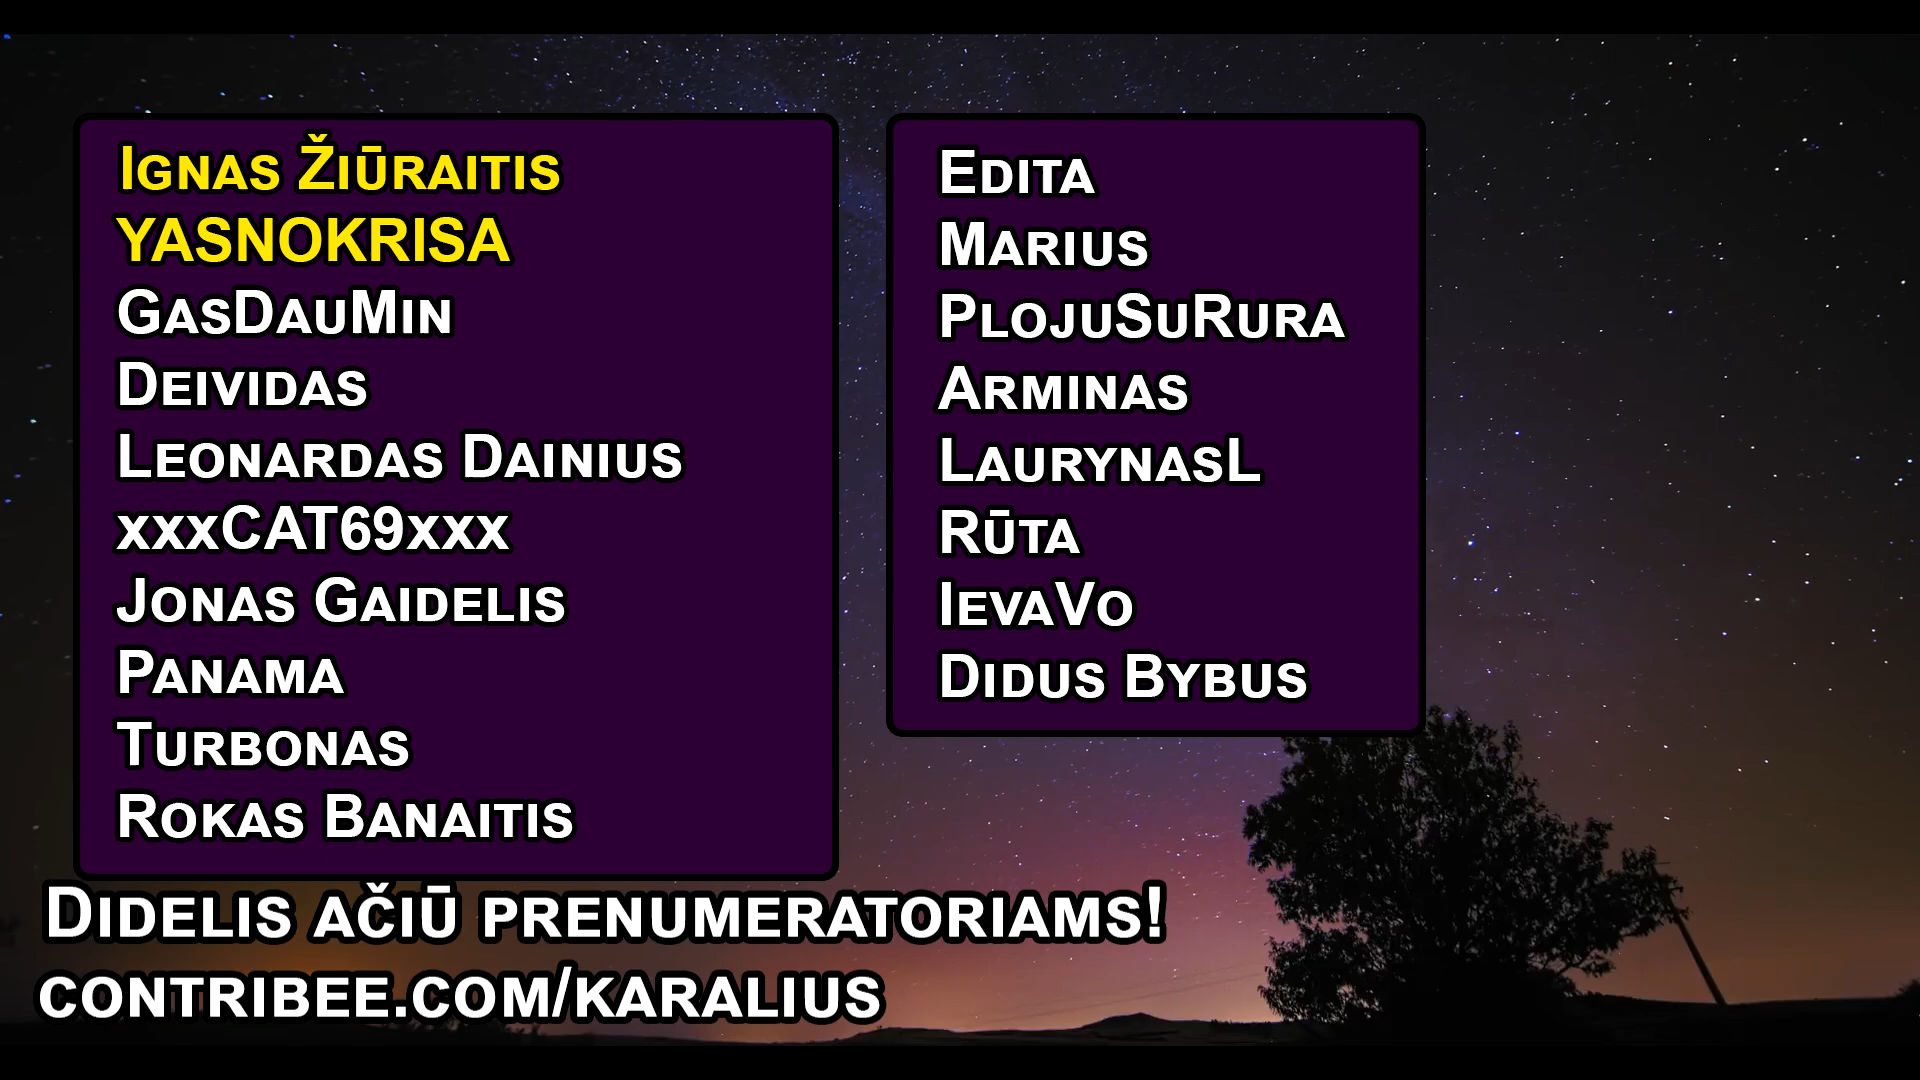 Ignas Žiūraitis
YASNOKRISA
GasDauMin
Deividas
Leonardas Dainius
xxxCAT69xxx
Jonas Gaidelis
Panama
Turbonas
Rokas Banaitis
Edita
Marius
PlojuSuRura
Arminas
LaurynasL
Rūta
IevaVo
Didus Bybus
Didelis ačiū prenumeratoriams!
contribee.com/karalius